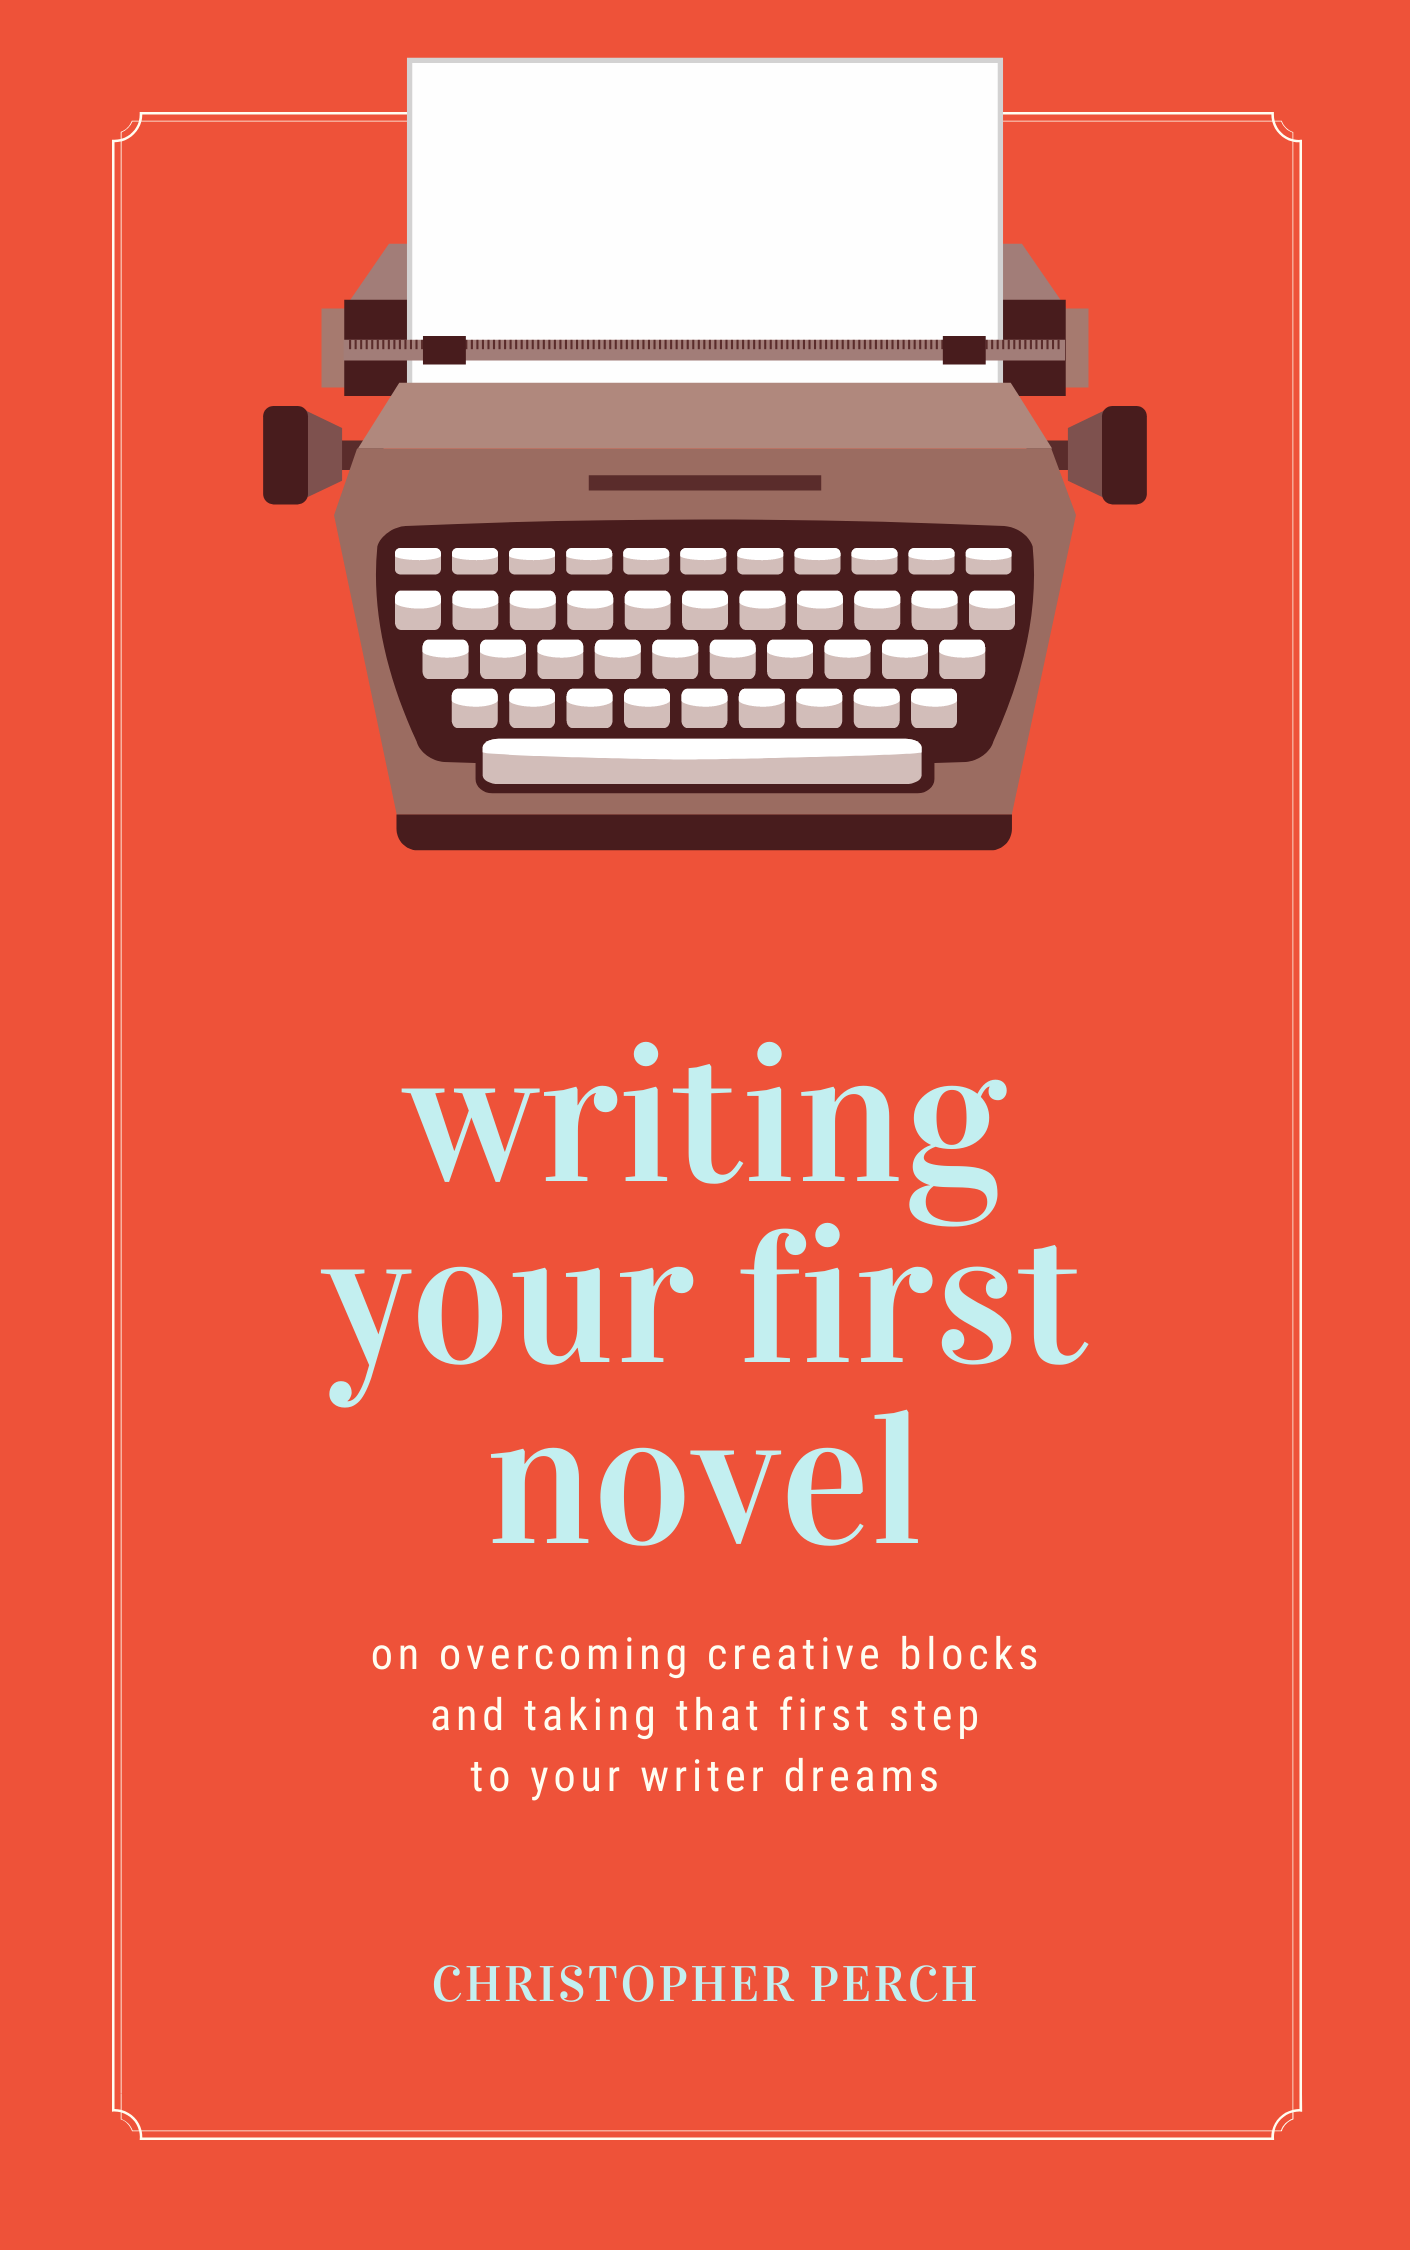 writing
your first
novel
on overcoming creative blocks
and taking that first step
to your writer dreams
CHRISTOPHER PERCH